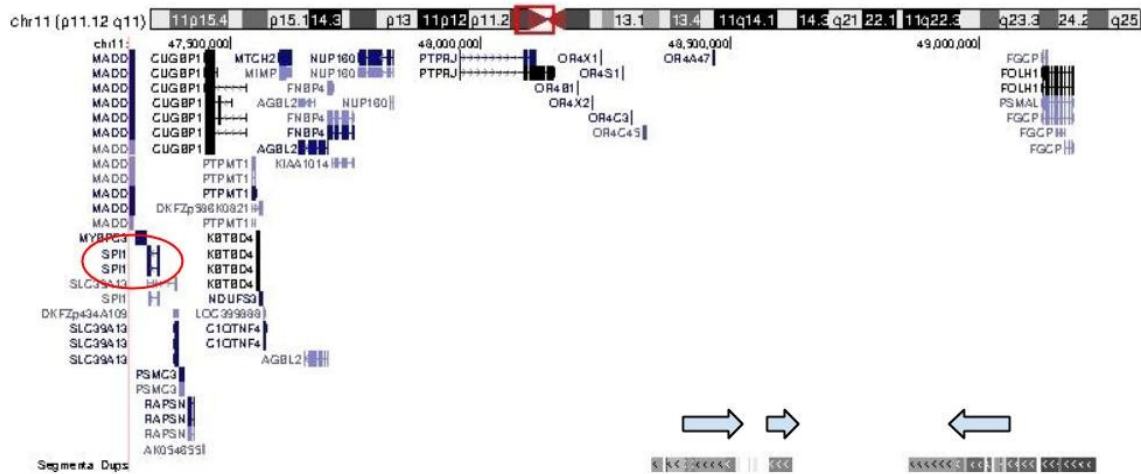 chr11 (p11.12 q11) 11p15.4 p15.1 14.3 p13 11p12 p11.2 13.1 13.4 11q14.1 14.3 q21 22.1 11q22.3 q23.3 24.2 q25
chr11: 47,500,000| 48,000,000| 48,500,000| 49,000,000|
MADD CUGBP1 MTCH2 NUP160 PTPRJ OR4X1 OR4A47 FGCP
MADD CUGBP1 MIMP NUP160 PTPRJ OR4S1 FOLH1
MADD CUGBP1 FNBP4 OR4B1 FOLH1
MADD CUGBP1 AGBL2 NUP160 OR4X2 PSMAL
MADD CUGBP1 FNBP4 OR4C3 FGCP
MADD CUGBP1 FNBP4 OR4C45 FGCP
MADD CUGBP1 AGBL2 FGCP
MADD PTPMT1 KIAA1014
MADD PTPMT1
MADD PTPMT1
MADD DKFZp586K0821
MADD PTPMT1
MYBPC3 KBTBD4
SPI1 KBTBD4
SPI1 KBTBD4
SLC39A13 KBTBD4
SPI1 NDUFS3
DKFZp434A109 LOC399888
SLC39A13 C1QTNF4
SLC39A13 C1QTNF4
SLC39A13 AGBL2
PSMC3
PSMC3
RAPSN
RAPSN
RAPSN
AK054655
Segmental Dups